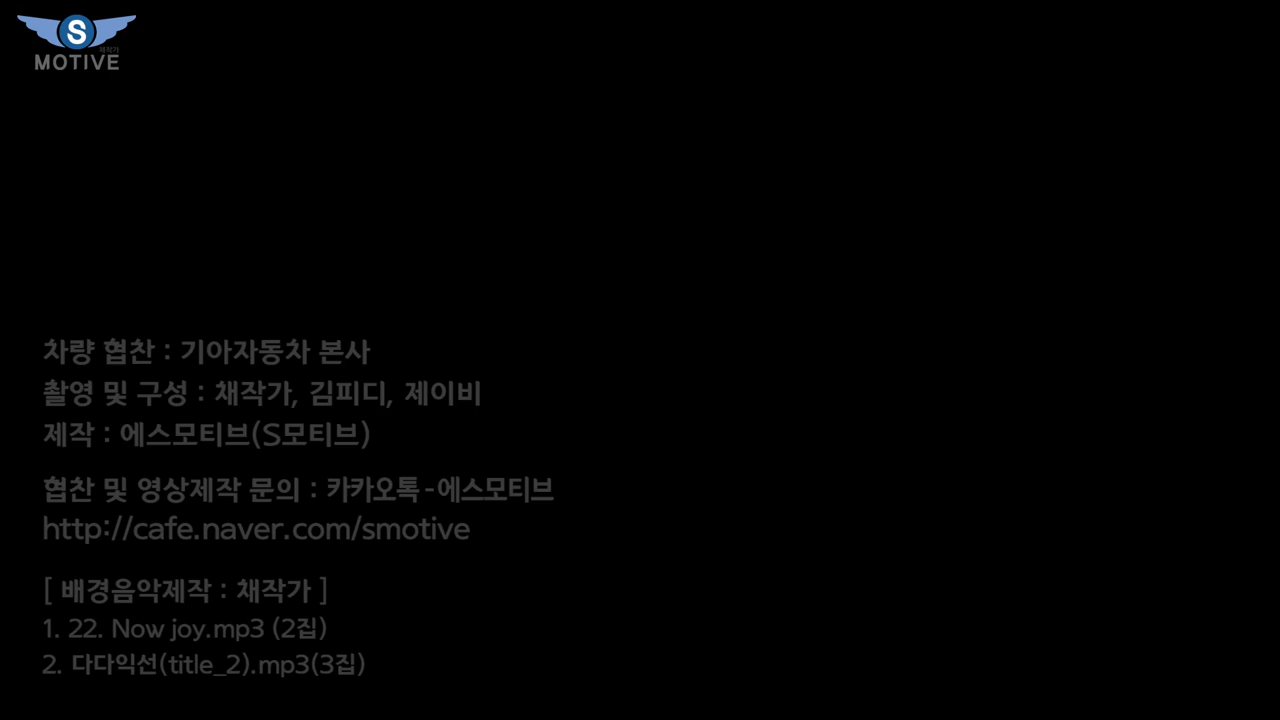 S
채작가
MOTIVE
차량 협찬 : 기아자동차 본사
촬영 및 구성 : 채작가, 김피디, 제이비
제작 : 에스모티브(S모티브)
협찬 및 영상제작 문의 : 카카오톡-에스모티브
http://cafe.naver.com/smotive
[ 배경음악제작 : 채작가 ]
1. 22. Now joy.mp3 (2집)
2. 다다익선(title_2).mp3(3집)